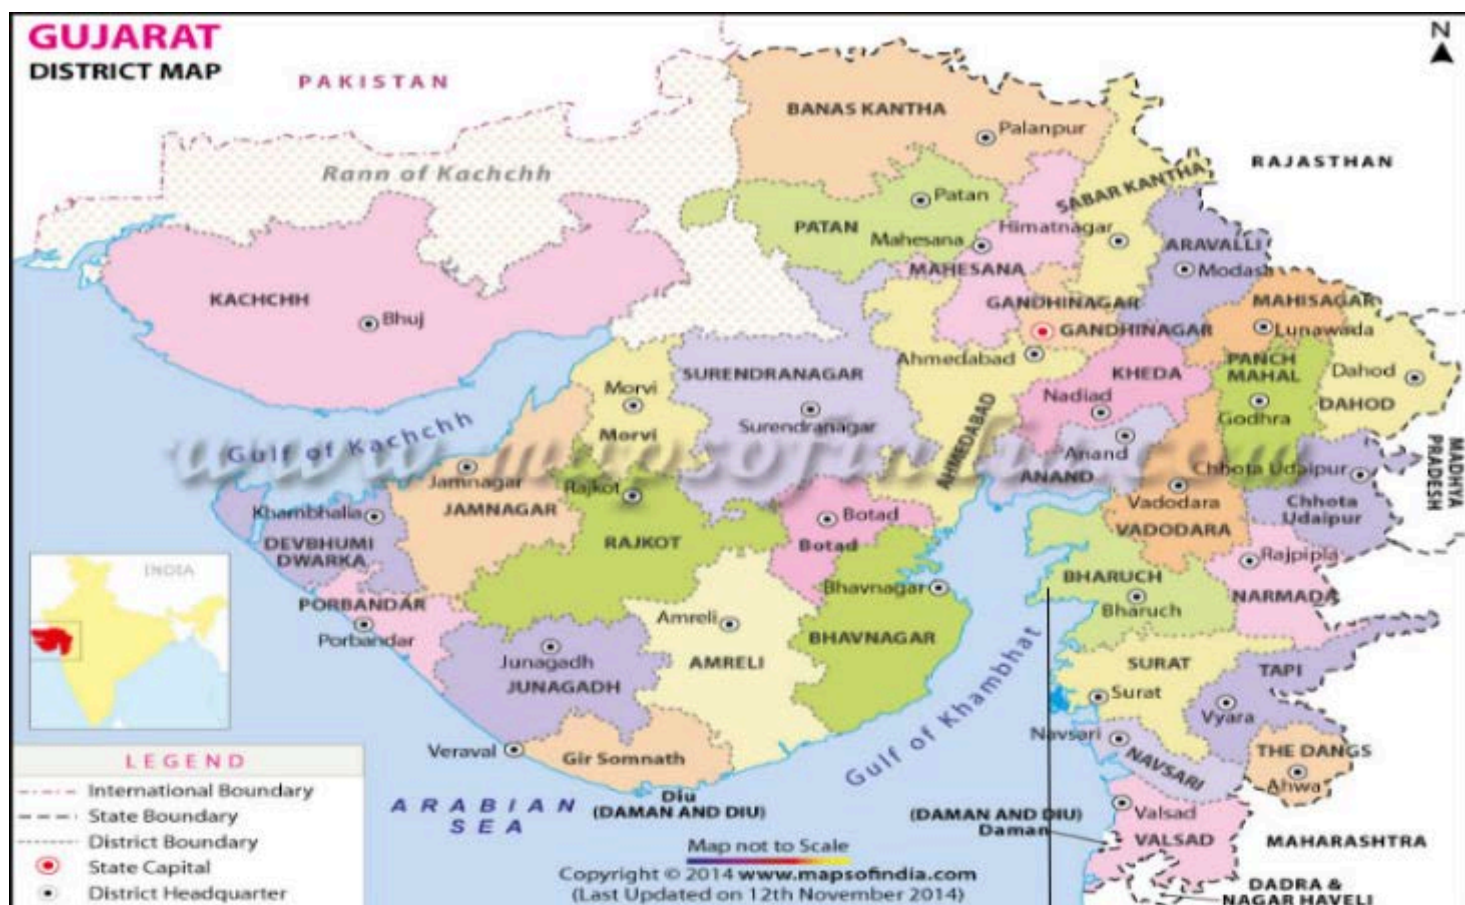 GUJARAT
DISTRICT MAP
N
PAKISTAN
BANAS KANTHA
Palanpur
RAJASTHAN
Rann of Kachchh
SABAR KANTHA
Patan
PATAN
Himatnagar
Mahesana
ARAVALLI
MAHESANA
Modasa
KACHCHH
GANDHINAGAR
MAHISAGAR
Bhuj
GANDHINAGAR
Lunawada
Ahmedabad
PANCH
MAHAL
SURENDRANAGAR
KHEDA
Dahod
Morvi
Nadiad
DAHOD
Godhra
Surendranagar
AHMEDABAD
Morvi
Gulf of Kachchh
Anand
www.mapsofindia.com
MADHYA
PRADESH
Jamnagar
ANAND
Chhota Udaipur
Rajkot
Vadodara
Chhota
Udaipur
JAMNAGAR
Khambhalia
Botad
VADODARA
DEVBHUMI
DWARKA
RAJKOT
Botad
Rajpipla
INDIA
BHARUCH
Bhavnagar
NARMADA
PORBANDAR
Bharuch
Amreli
Porbandar
BHAVNAGAR
Junagadh
AMRELI
SURAT
TAPI
JUNAGADH
Gulf of Khambhat
Surat
Vyara
Navsari
Veraval
Gir Somnath
NAVSARI
THE DANGS
Ahwa
LEGEND
International Boundary
State Boundary
District Boundary
State Capital
District Headquarter
ARABIAN
SEA
Diu
(DAMAN AND DIU)
(DAMAN AND DIU)
Daman
Valsad
VALSAD
MAHARASHTRA
Map not to Scale
Copyright © 2014 www.mapsofindia.com
(Last Updated on 12th November 2014)
DADRA &
NAGAR HAVELI